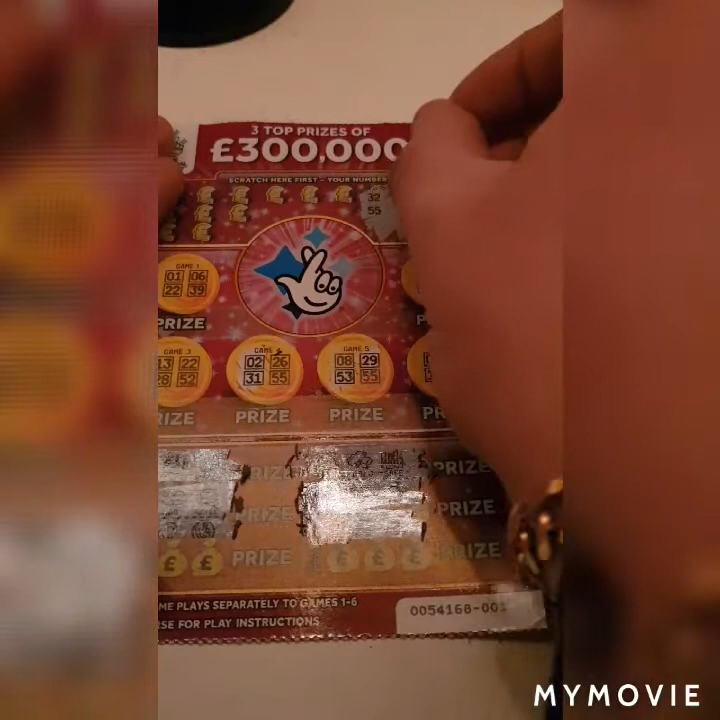 3 TOP PRIZES OF
£300,000
SCRATCH HERE FIRST - YOUR NUMBER
£ £ £ £ £ 32
£ £ 55
£ £
GAME 1
01 06
22 39
PRIZE
GAME 3 GAME GAME 5
13 22 02 26 08 29
28 52 31 55 53 55
PRIZE PRIZE
PRIZE PRIZE
PRIZE PRIZE
£ £ PRIZE £ £ £ PRIZE
ME PLAYS SEPARATELY TO GAMES 1-6
RSE FOR PLAY INSTRUCTIONS
0054168-001
MYMOVIE